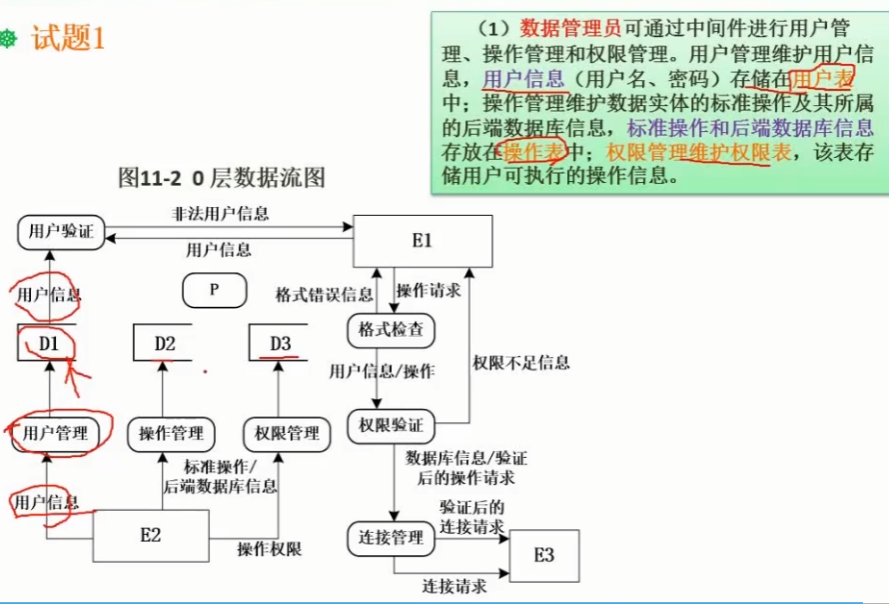 试题1
（1）数据管理员可通过中间件进行用户管
理、操作管理和权限管理。用户管理维护用户信
息，用户信息（用户名、密码）存储在用户表
中；操作管理维护数据实体的标准操作及其所属
的后端数据库信息，标准操作和后端数据库信息
存放在操作表中；权限管理维护权限表，该表存
储用户可执行的操作信息。
图11-2 0 层数据流图
非法用户信息
用户验证
E1
用户信息
P
用户信息
格式错误信息
操作请求
格式检查
D1
D2
D3
用户信息/操作
权限不足信息
用户管理
操作管理
权限管理
权限验证
标准操作/
后端数据库信息
数据库信息/验证
后的操作请求
用户信息
验证后的
连接请求
E2
操作权限
连接管理
E3
连接请求